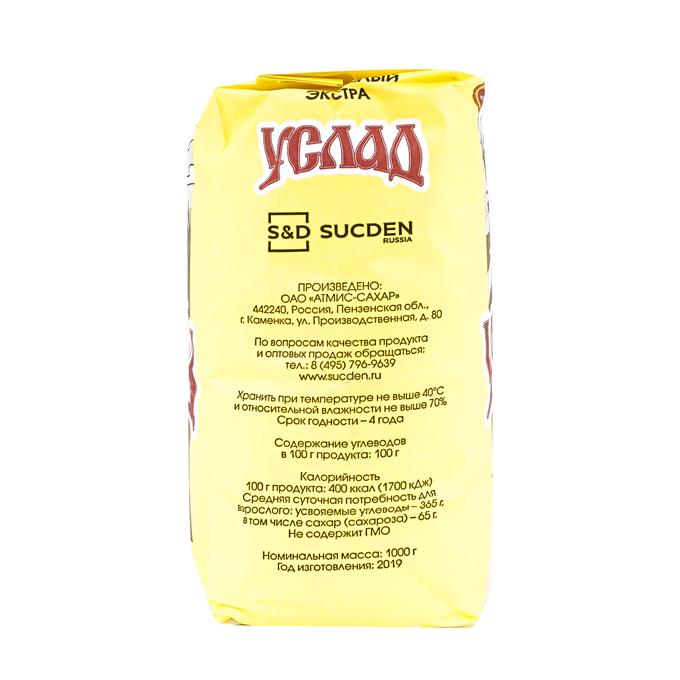 ЭКСТРА
УСЛАД
S&D SUCDEN
RUSSIA
ПРОИЗВЕДЕНО:
ОАО «АТМИС-САХАР»
442240, Россия, Пензенская обл.,
г. Каменка, ул. Производственная, д. 80
По вопросам качества продукта
и оптовых продаж обращаться:
тел.: 8 (495) 796-9639
www.sucden.ru
Хранить при температуре не выше 40°С
и относительной влажности не выше 70%
Срок годности – 4 года
Содержание углеводов
в 100 г продукта: 100 г
Калорийность
100 г продукта: 400 ккал (1700 кДж)
Средняя суточная потребность для
взрослого: усвояемые углеводы – 365 г.
в том числе сахар (сахароза) – 65 г.
Не содержит ГМО
Номинальная масса: 1000 г
Год изготовления: 2019